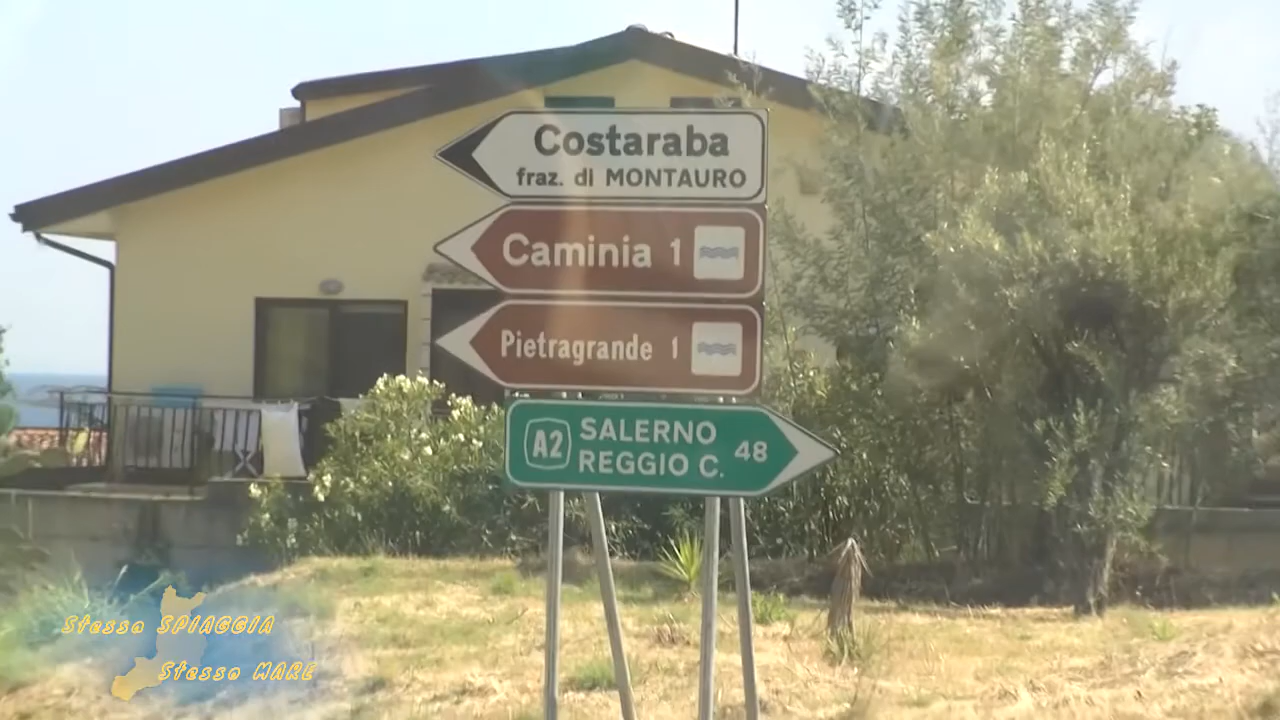 Costaraba
fraz. di MONTAURO
Caminia 1
Pietragrande 1
A2 SALERNO 48
REGGIO C.
Stessa SPIAGGIA
Stesso MARE